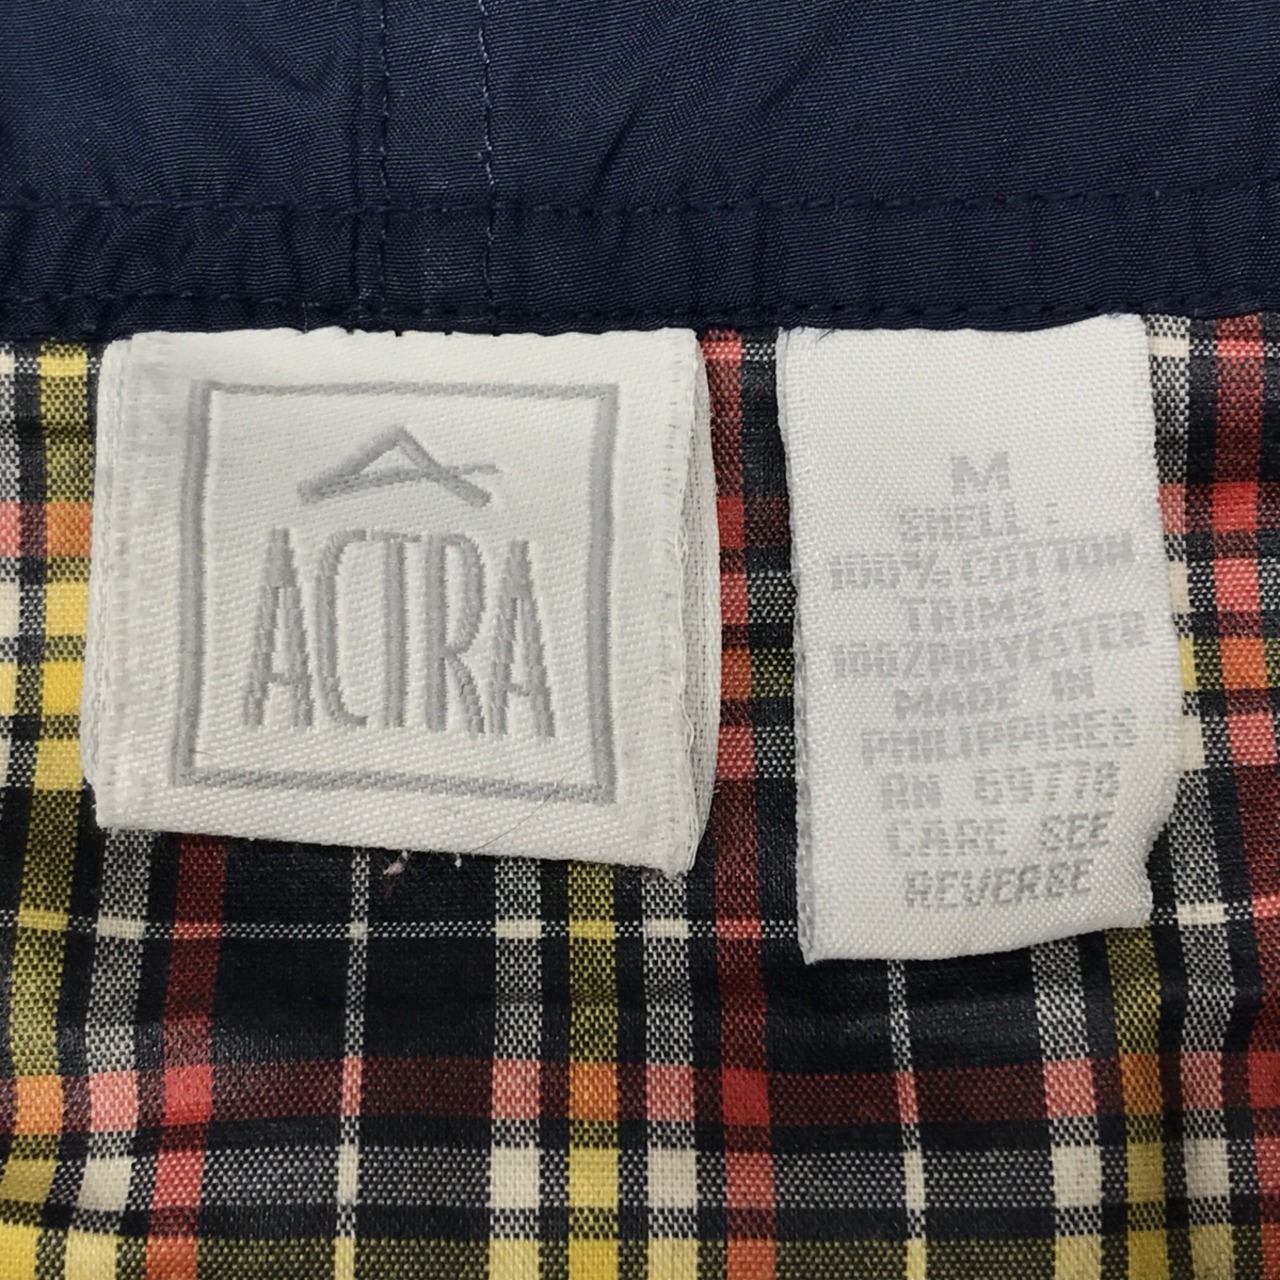 ACTRA
M
SHELL :
100% COTTON
TRIMS :
100%POLYESTER
MADE IN
PHILIPPINES
RN 69778
CARE SEE
REVERSE